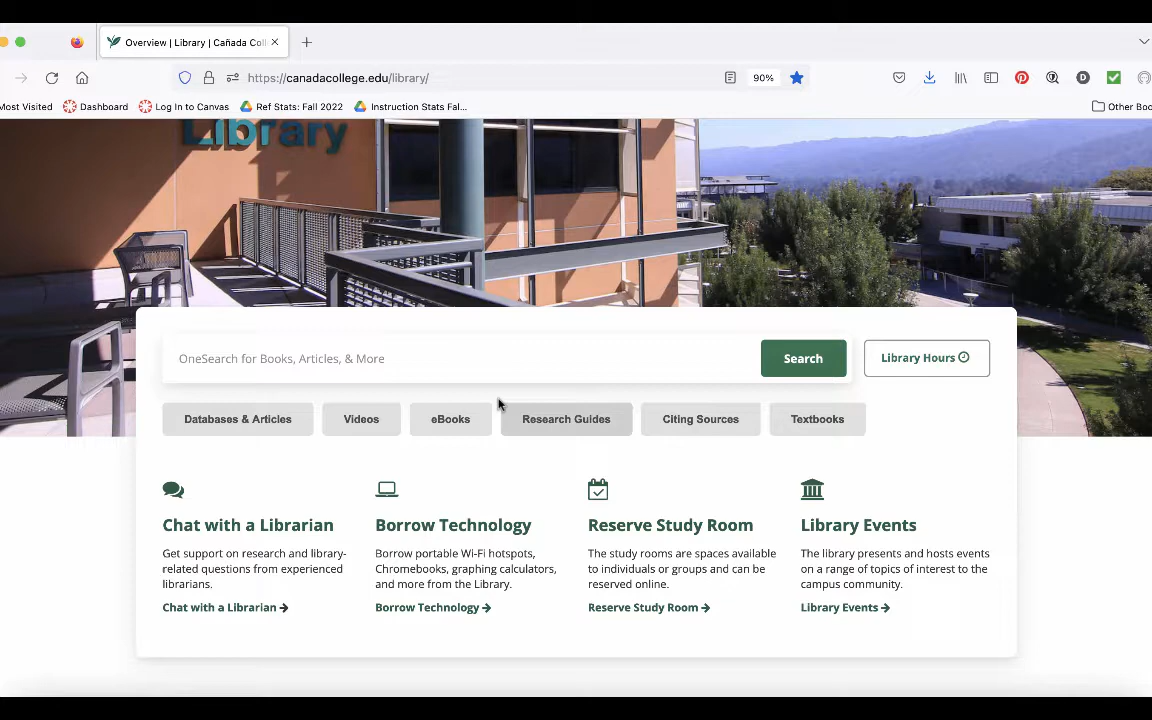 Overview | Library | Cañada Coll
https://canadacollege.edu/library/
90%
Most Visited
Dashboard
Log In to Canvas
Ref Stats: Fall 2022
Instruction Stats Fal...
Other Boo
Library
OneSearch for Books, Articles, & More
Search
Library Hours
Databases & Articles
Videos
eBooks
Research Guides
Citing Sources
Textbooks
Chat with a Librarian
Get support on research and library-
related questions from experienced
librarians.
Chat with a Librarian
Borrow Technology
Borrow portable Wi-Fi hotspots,
Chromebooks, graphing calculators,
and more from the Library.
Borrow Technology
Reserve Study Room
The study rooms are spaces available
to individuals or groups and can be
reserved online.
Reserve Study Room
Library Events
The library presents and hosts events
on a range of topics of interest to the
campus community.
Library Events